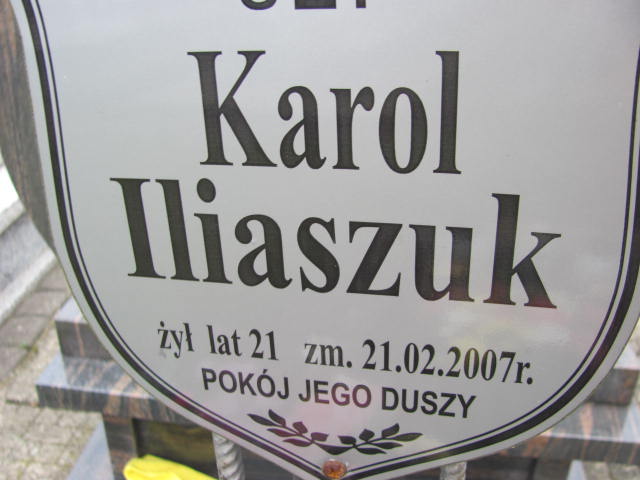 Karol
Iliaszuk
żył lat 21 zm. 21.02.2007r.
POKÓJ JEGO DUSZY